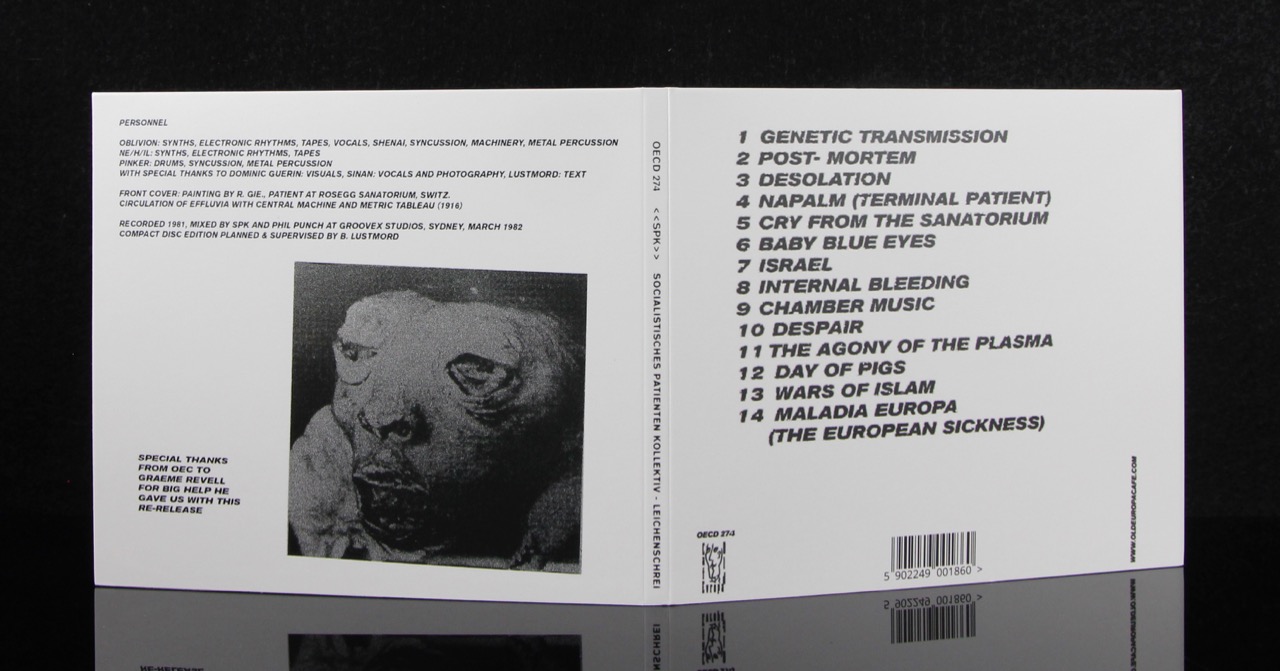 PERSONNEL
OBLIVION: SYNTHS, ELECTRONIC RHYTHMS, TAPES, VOCALS, SHENAI, SYNCUSSION, MACHINERY, METAL PERCUSSION
NE/H/IL: SYNTHS, ELECTRONIC RHYTHMS, TAPES
PINKER: DRUMS, SYNCUSSION, METAL PERCUSSION
WITH SPECIAL THANKS TO DOMINIC GUERIN: VISUALS, SINAN: VOCALS AND PHOTOGRAPHY, LUSTMORD: TEXT
FRONT COVER: PAINTING BY R. GIE., PATIENT AT ROSEGG SANATORIUM, SWITZ.
CIRCULATION OF EFFLUVIA WITH CENTRAL MACHINE AND METRIC TABLEAU (1916)
RECORDED 1981, MIXED BY SPK AND PHIL PUNCH AT GROOVEX STUDIOS, SYDNEY, MARCH 1982
COMPACT DISC EDITION PLANNED & SUPERVISED BY B. LUSTMORD
SPECIAL THANKS
FROM OEC TO
GRAEME REVELL
FOR BIG HELP HE
GAVE US WITH THIS
RE-RELEASE
OECD 274 <<SPK>> SOCIALISTISCHES PATIENTEN KOLLEKTIV - LEICHENSCHREI
1 GENETIC TRANSMISSION
2 POST- MORTEM
3 DESOLATION
4 NAPALM (TERMINAL PATIENT)
5 CRY FROM THE SANATORIUM
6 BABY BLUE EYES
7 ISRAEL
8 INTERNAL BLEEDING
9 CHAMBER MUSIC
10 DESPAIR
11 THE AGONY OF THE PLASMA
12 DAY OF PIGS
13 WARS OF ISLAM
14 MALADIA EUROPA
(THE EUROPEAN SICKNESS)
OECD 274
5 902249 001860 >
WWW.OLDEUROPACAFE.COM